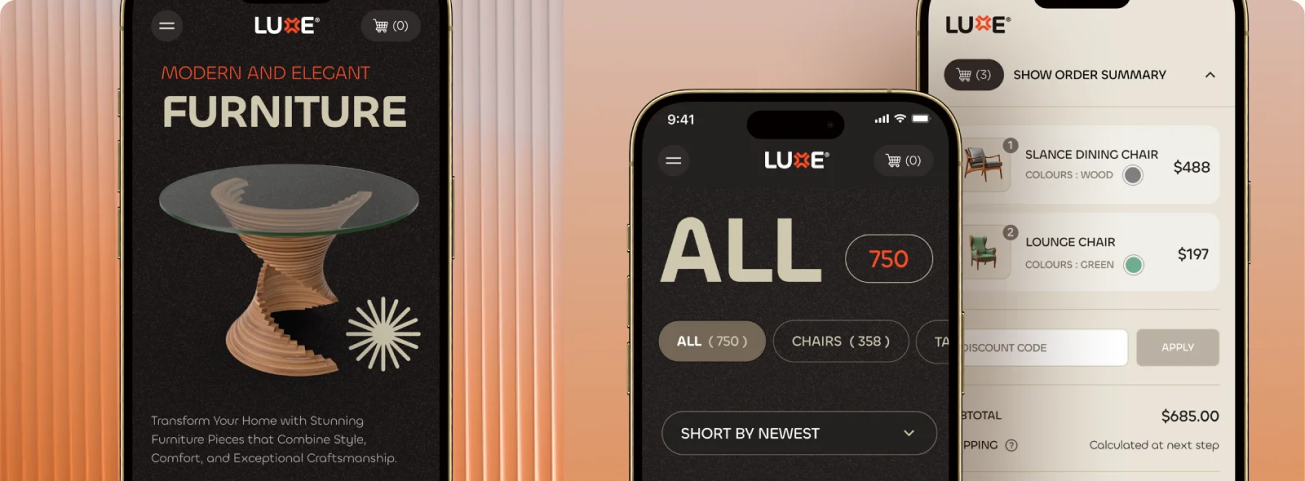 LUXE®
(0)
MODERN AND ELEGANT
FURNITURE
Transform Your Home with Stunning
Furniture Pieces that Combine Style,
Comfort, and Exceptional Craftsmanship.
9:41
LUXE®
(0)
ALL
750
ALL ( 750 )
CHAIRS ( 358 )
TA
SHORT BY NEWEST
LUXE®
(3) SHOW ORDER SUMMARY
1
SLANCE DINING CHAIR
COLOURS : WOOD
$488
2
LOUNGE CHAIR
COLOURS : GREEN
$197
DISCOUNT CODE
APPLY
BTOTAL
$685.00
PPING ?
Calculated at next step